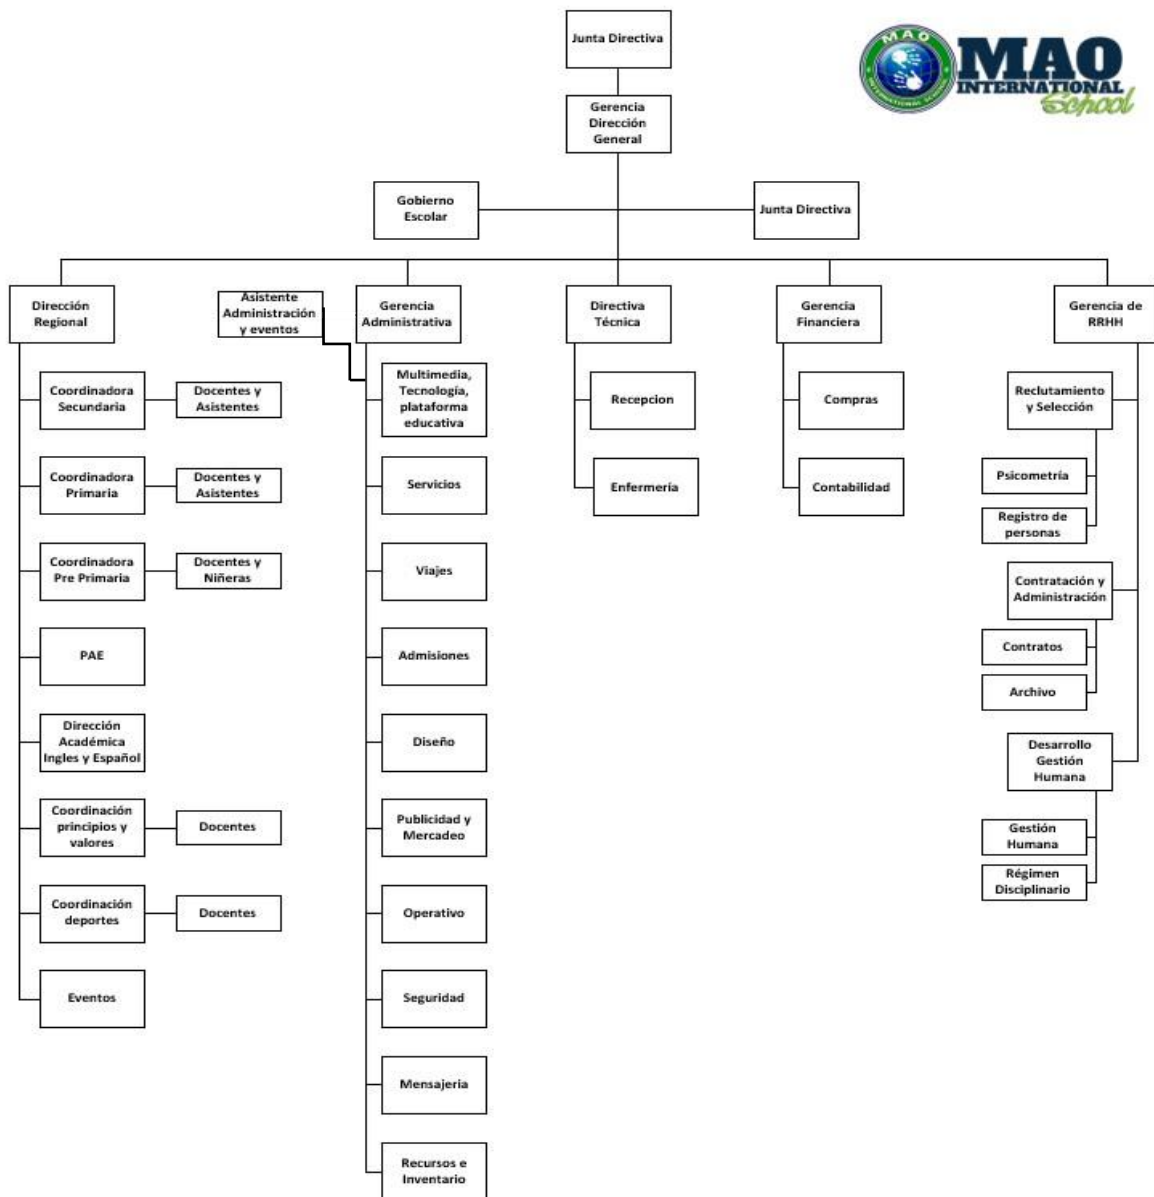 Junta Directiva
MAO
INTERNATIONAL SCHOOL
MAO
INTERNATIONAL
School
Gerencia
Dirección
General
Gobierno
Escolar
Junta Directiva
Dirección
Regional
Asistente
Administración
y eventos
Gerencia
Administrativa
Directiva
Técnica
Gerencia
Financiera
Gerencia de
RRHH
Coordinadora
Secundaria
Docentes y
Asistentes
Coordinadora
Primaria
Docentes y
Asistentes
Coordinadora
Pre Primaria
Docentes y
Niñeras
PAE
Dirección
Académica
Ingles y Español
Coordinación
principios y
valores
Docentes
Coordinación
deportes
Docentes
Eventos
Multimedia,
Tecnología,
plataforma
educativa
Servicios
Viajes
Admisiones
Diseño
Publicidad y
Mercadeo
Operativo
Seguridad
Mensajeria
Recursos e
Inventario
Recepcion
Enfermería
Compras
Contabilidad
Reclutamiento
y Selección
Psicometría
Registro de
personas
Contratación y
Administración
Contratos
Archivo
Desarrollo
Gestión
Humana
Gestión
Humana
Régimen
Disciplinario